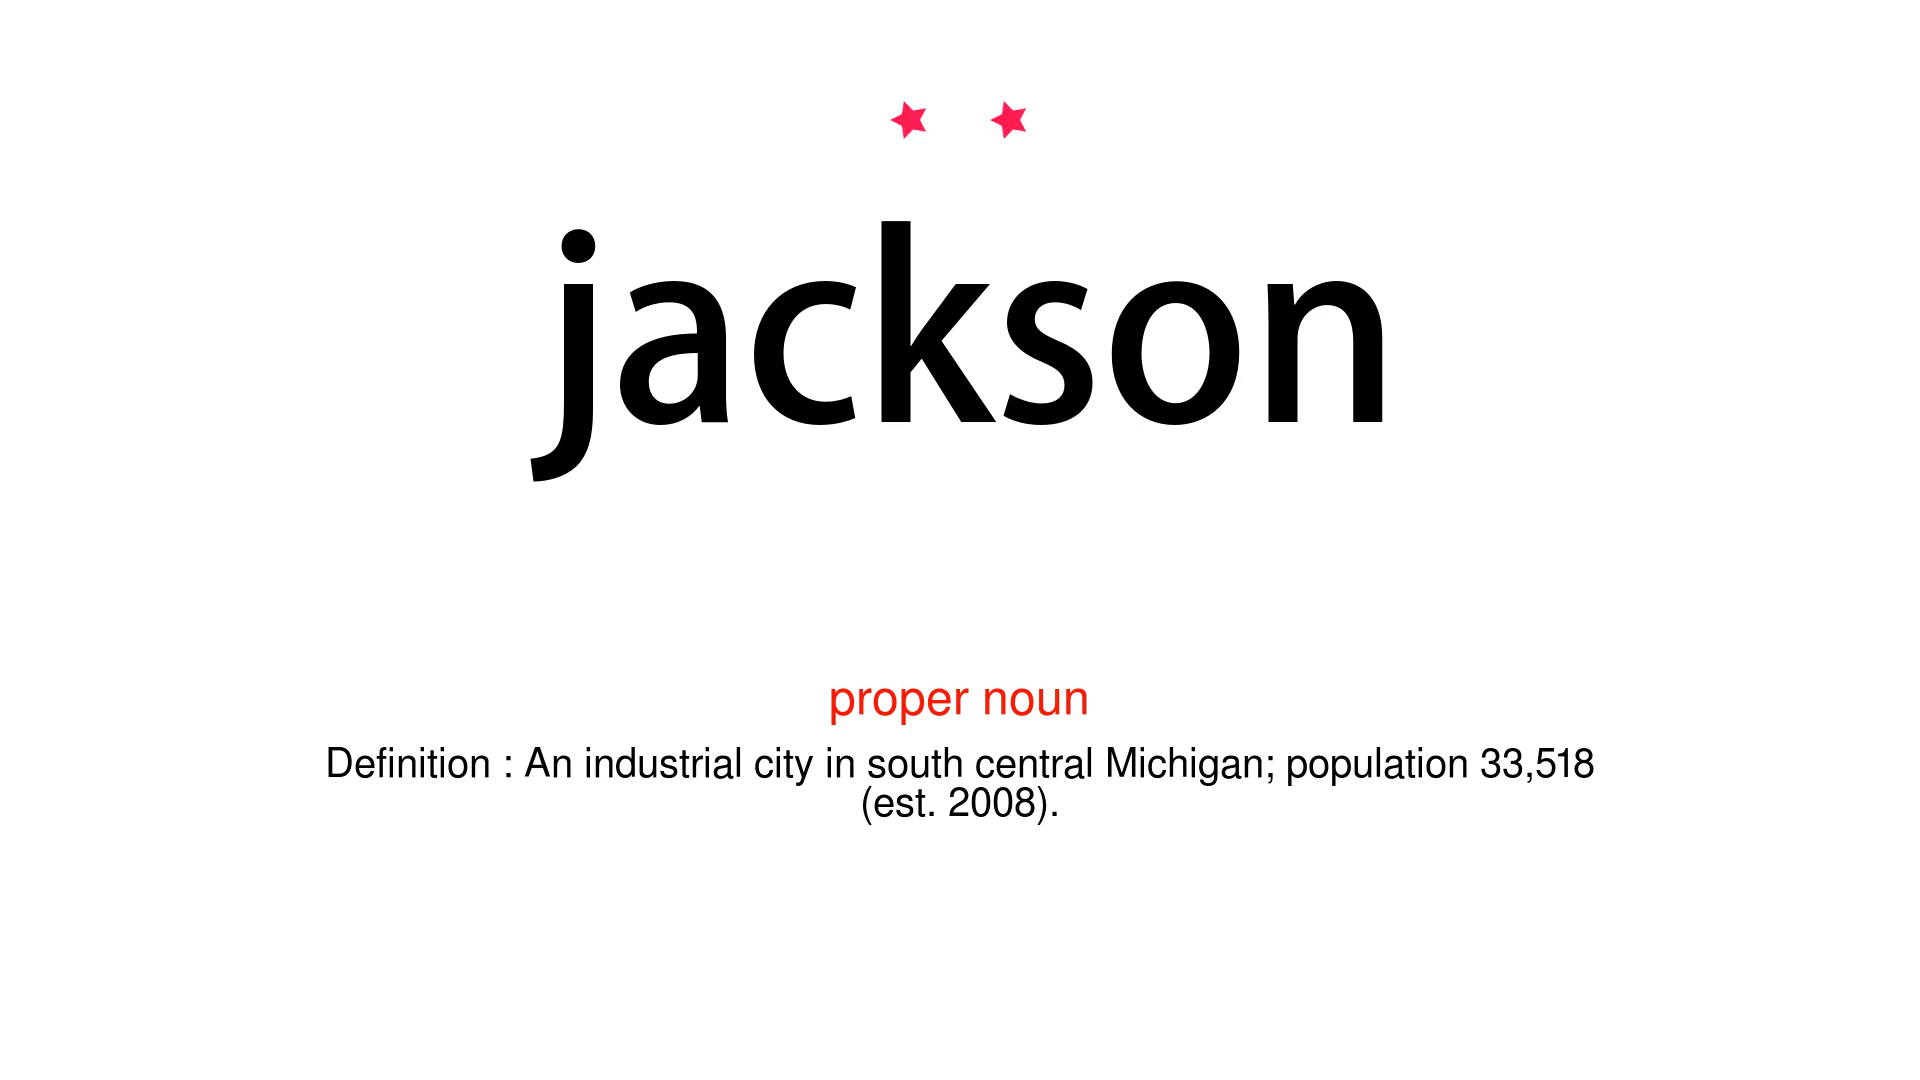 jackson
proper noun
Definition : An industrial city in south central Michigan; population 33,518
(est. 2008).